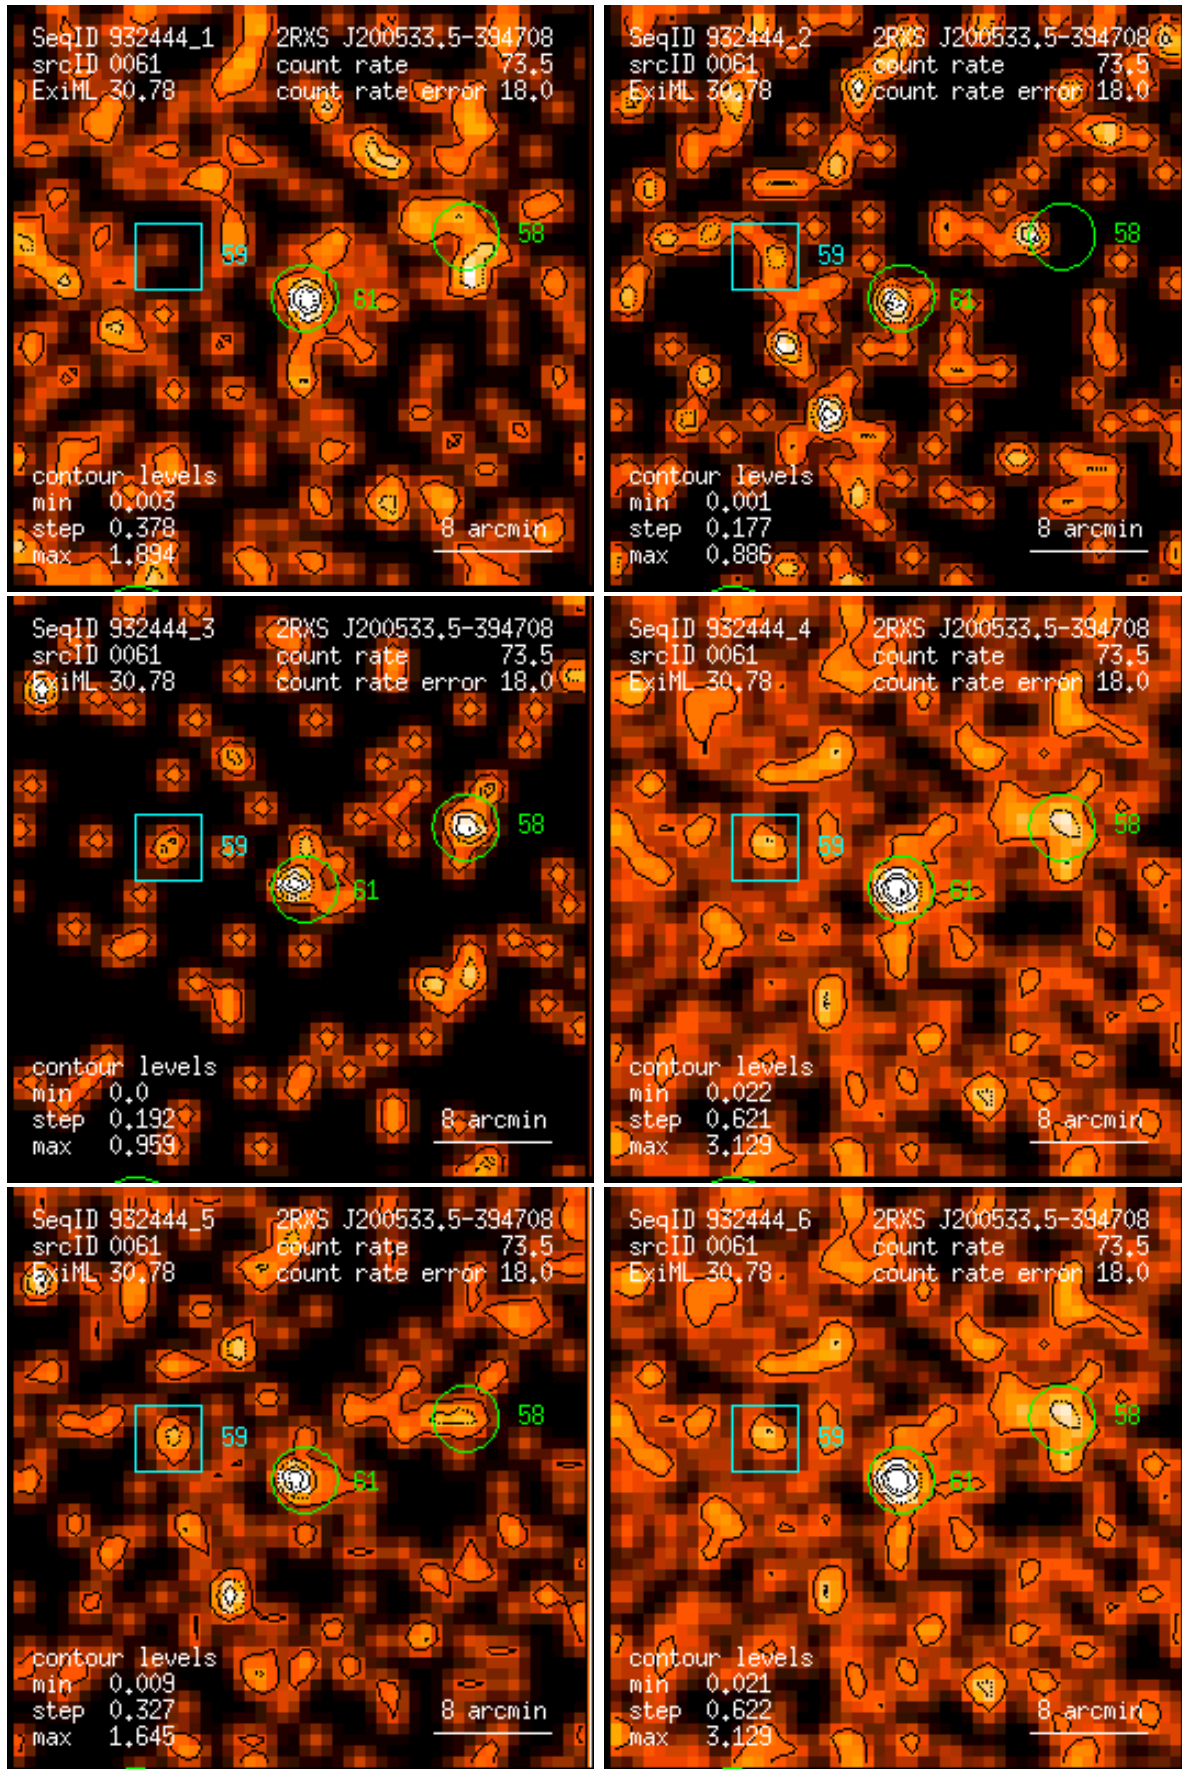 SeqID 932444_1 2RXS J200533.5-394708
srcID 0061 count rate 73.5
ExiML 30.78 count rate error 18.0
58
59
61
contour levels
min 0.003
step 0.378 8 arcmin
max 1.894
SeqID 932444_2 2RXS J200533.5-394708
srcID 0061 count rate 73.5
ExiML 30.78 count rate error 18.0
58
59
61
contour levels
min 0.001
step 0.177 8 arcmin
max 0.886
SeqID 932444_3 2RXS J200533.5-394708
srcID 0061 count rate 73.5
ExiML 30.78 count rate error 18.0
58
59
61
contour levels
min 0.0
step 0.192 8 arcmin
max 0.959
SeqID 932444_4 2RXS J200533.5-394708
srcID 0061 count rate 73.5
ExiML 30.78 count rate error 18.0
58
59
61
contour levels
min 0.022
step 0.621 8 arcmin
max 3.129
SeqID 932444_5 2RXS J200533.5-394708
srcID 0061 count rate 73.5
ExiML 30.78 count rate error 18.0
58
59
61
contour levels
min 0.009
step 0.327 8 arcmin
max 1.645
SeqID 932444_6 2RXS J200533.5-394708
srcID 0061 count rate 73.5
ExiML 30.78 count rate error 18.0
58
59
61
contour levels
min 0.021
step 0.622 8 arcmin
max 3.129